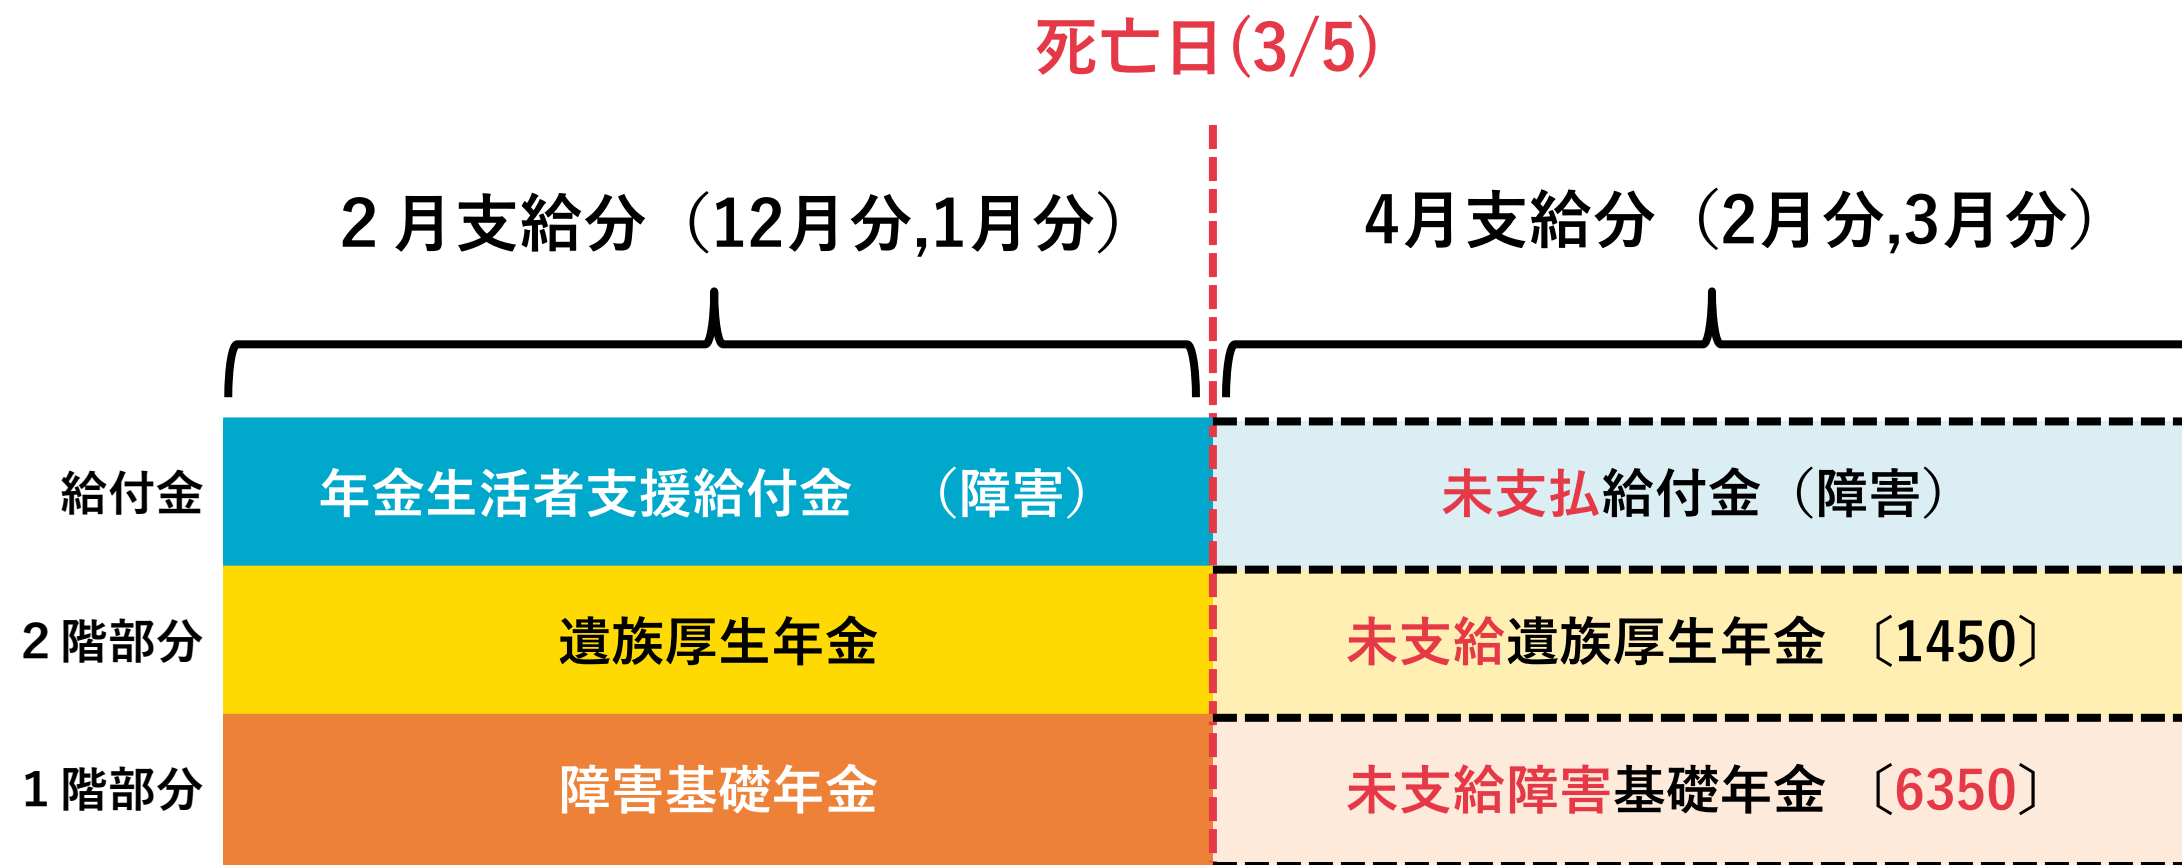 死亡日(3/5)
2月支給分（12月分,1月分）
4月支給分（2月分,3月分）
給付金
年金生活者支援給付金　（障害）
未支払給付金（障害）
2階部分
遺族厚生年金
未支給遺族厚生年金〔1450〕
1階部分
障害基礎年金
未支給障害基礎年金〔6350〕